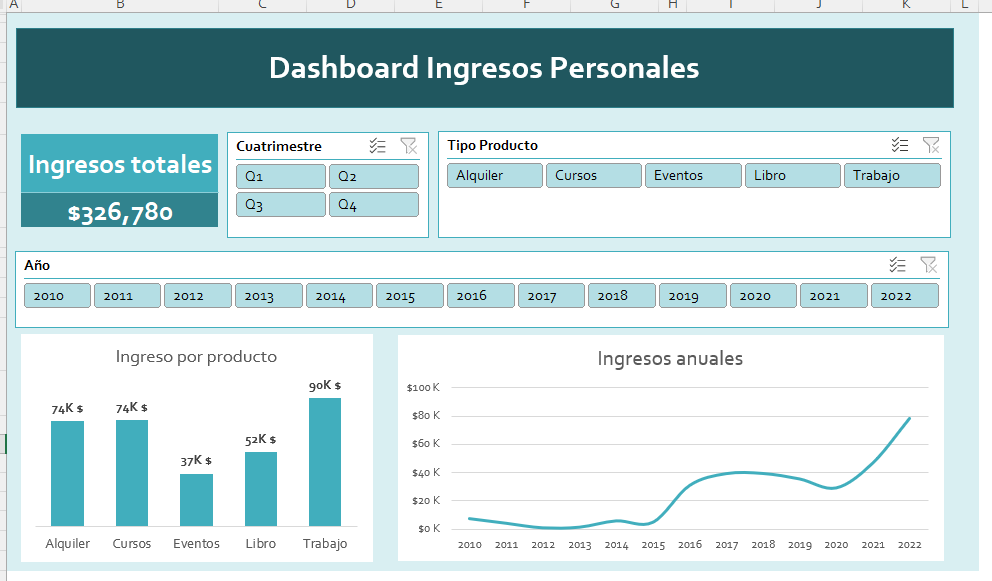 A B C D E F G H I J K L
Dashboard Ingresos Personales
Ingresos totales
$326,780
Cuatrimestre
Q1 Q2
Q3 Q4
Tipo Producto
Alquiler Cursos Eventos Libro Trabajo
Año
2010 2011 2012 2013 2014 2015 2016 2017 2018 2019 2020 2021 2022
Ingreso por producto
90K $
74K $ 74K $
52K $
37K $
Alquiler Cursos Eventos Libro Trabajo
Ingresos anuales
$100 K
$80 K
$60 K
$40 K
$20 K
$0 K
2010 2011 2012 2013 2014 2015 2016 2017 2018 2019 2020 2021 2022